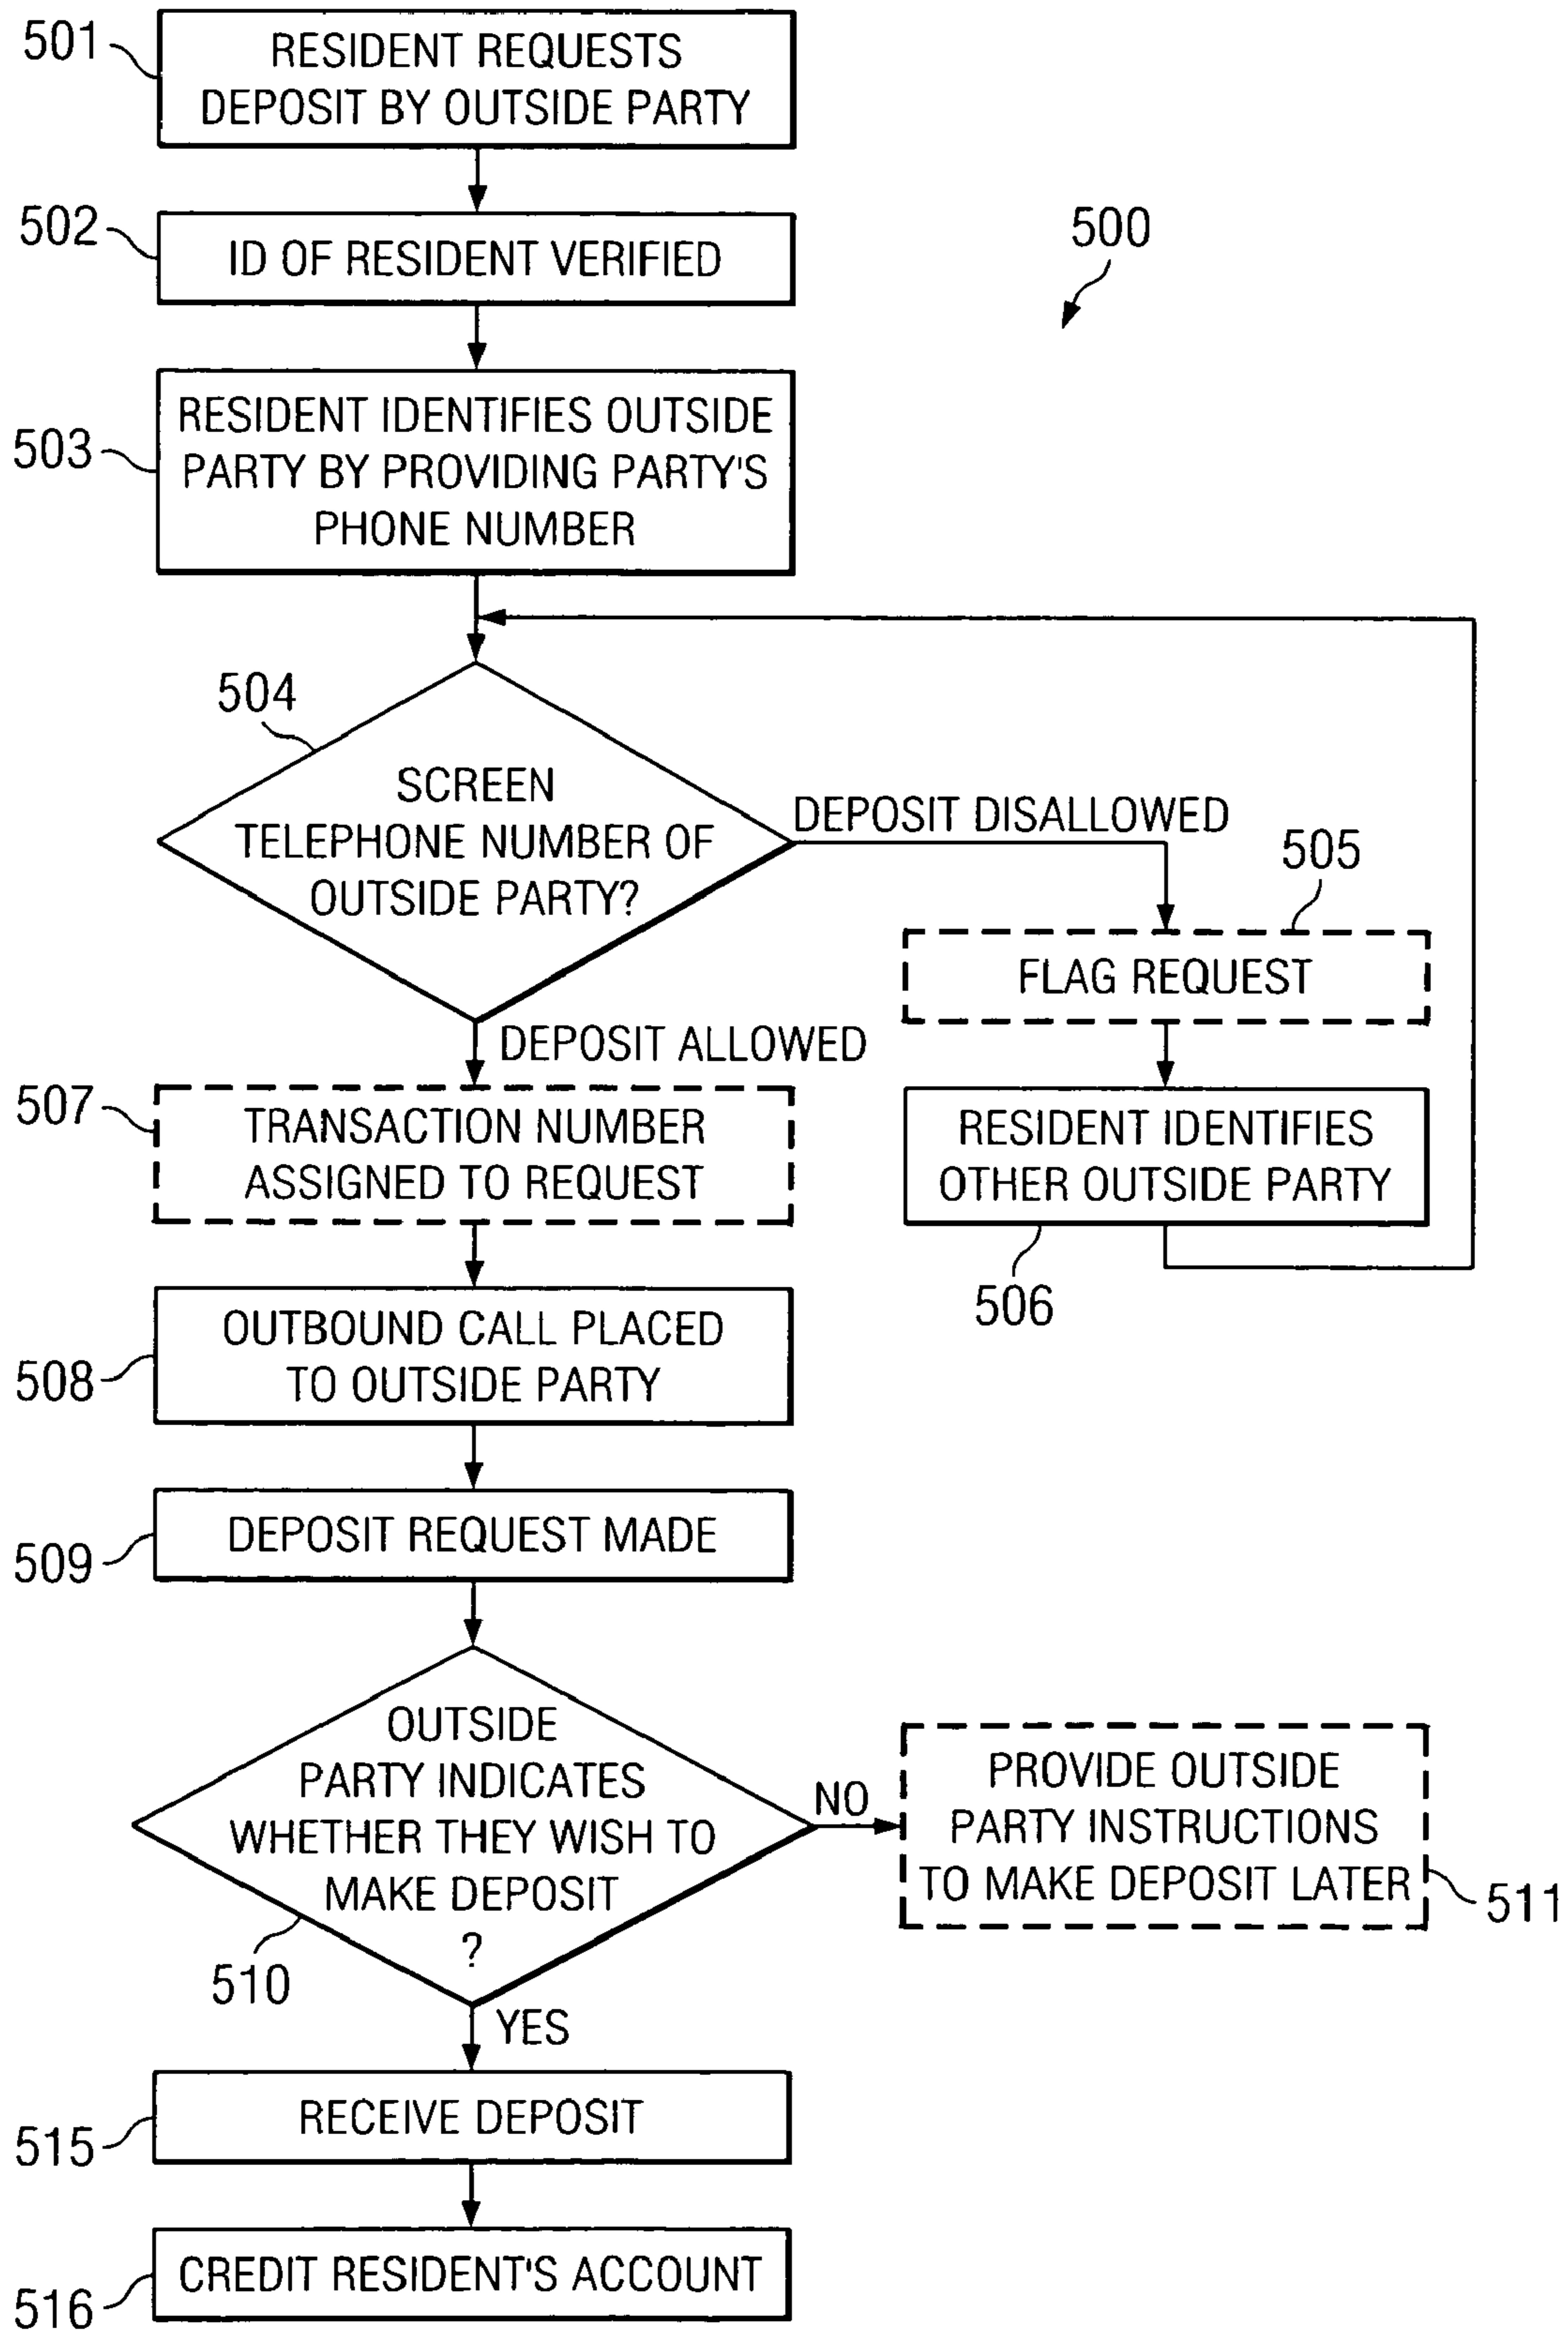 501
RESIDENT REQUESTS
DEPOSIT BY OUTSIDE PARTY
502
ID OF RESIDENT VERIFIED
500
503
RESIDENT IDENTIFIES OUTSIDE
PARTY BY PROVIDING PARTY'S
PHONE NUMBER
504
SCREEN
TELEPHONE NUMBER OF
OUTSIDE PARTY?
DEPOSIT DISALLOWED
505
FLAG REQUEST
DEPOSIT ALLOWED
507
TRANSACTION NUMBER
ASSIGNED TO REQUEST
RESIDENT IDENTIFIES
OTHER OUTSIDE PARTY
506
508
OUTBOUND CALL PLACED
TO OUTSIDE PARTY
509
DEPOSIT REQUEST MADE
OUTSIDE
PARTY INDICATES
WHETHER THEY WISH TO
MAKE DEPOSIT
?
510
NO
PROVIDE OUTSIDE
PARTY INSTRUCTIONS
TO MAKE DEPOSIT LATER
511
YES
515
RECEIVE DEPOSIT
516
CREDIT RESIDENT'S ACCOUNT